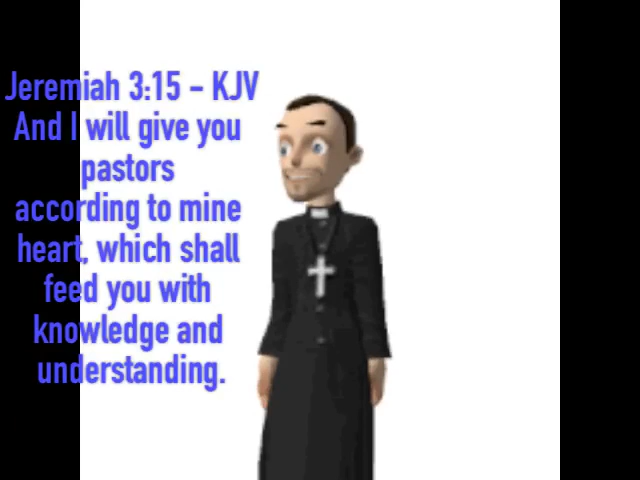 Jeremiah 3:15 - KJV
And I will give you
pastors
according to mine
heart, which shall
feed you with
knowledge and
understanding.